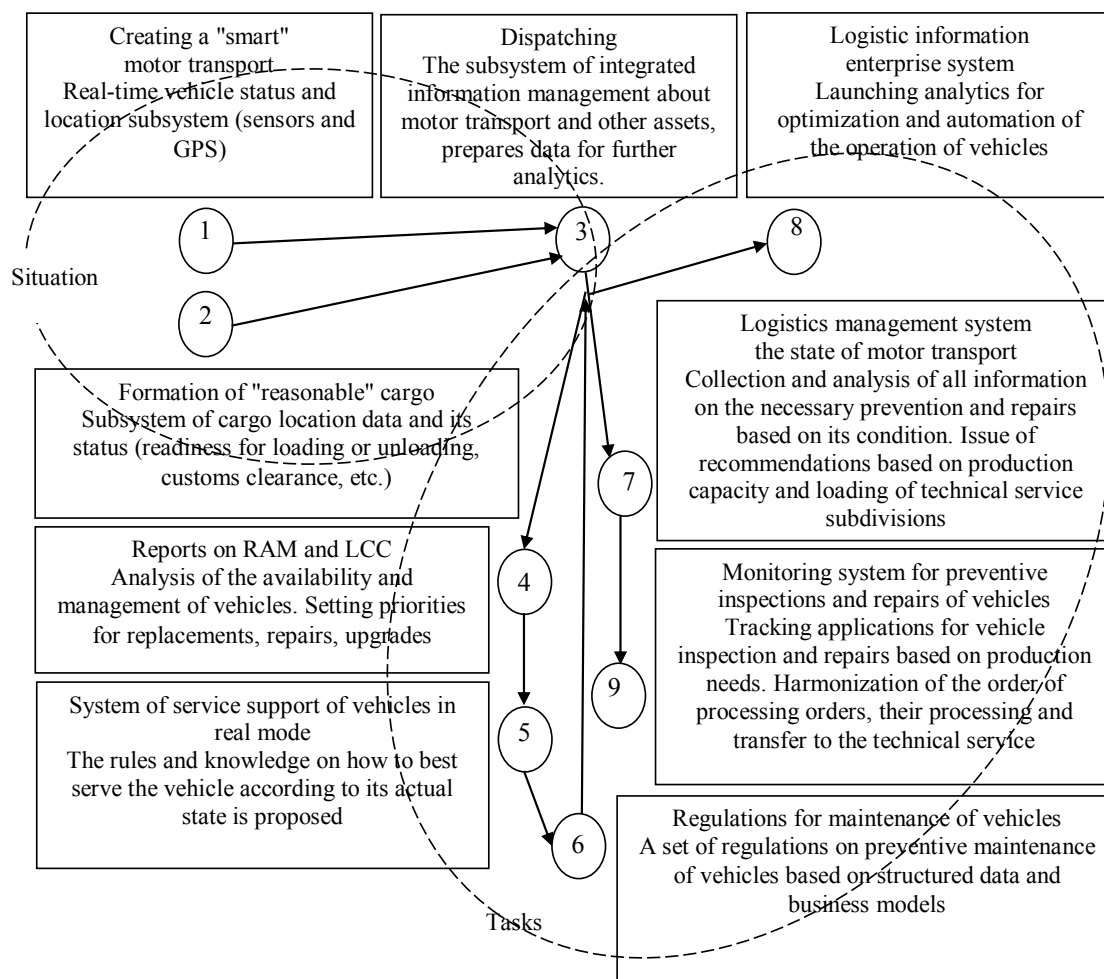 Creating a "smart"
motor transport
Real-time vehicle status and
location subsystem (sensors and
GPS)
Dispatching
The subsystem of integrated
information management about
motor transport and other assets,
prepares data for further
analytics.
Logistic information
enterprise system
Launching analytics for
optimization and automation of
the operation of vehicles
1
3
8
Situation
2
Logistics management system
the state of motor transport
Collection and analysis of all information
on the necessary prevention and repairs
based on its condition. Issue of
recommendations based on production
capacity and loading of technical service
subdivisions
Formation of "reasonable" cargo
Subsystem of cargo location data and its
status (readiness for loading or unloading,
customs clearance, etc.)
7
Reports on RAM and LCC
Analysis of the availability and
management of vehicles. Setting priorities
for replacements, repairs, upgrades
4
Monitoring system for preventive
inspections and repairs of vehicles
Tracking applications for vehicle
inspection and repairs based on production
needs. Harmonization of the order of
processing orders, their processing and
transfer to the technical service
9
System of service support of vehicles in
real mode
The rules and knowledge on how to best
serve the vehicle according to its actual
state is proposed
5
6
Regulations for maintenance of vehicles
A set of regulations on preventive maintenance
of vehicles based on structured data and
business models
Tasks